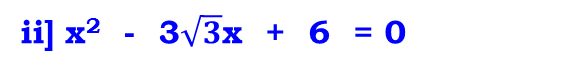 ii] x² - 3√3x + 6 = 0